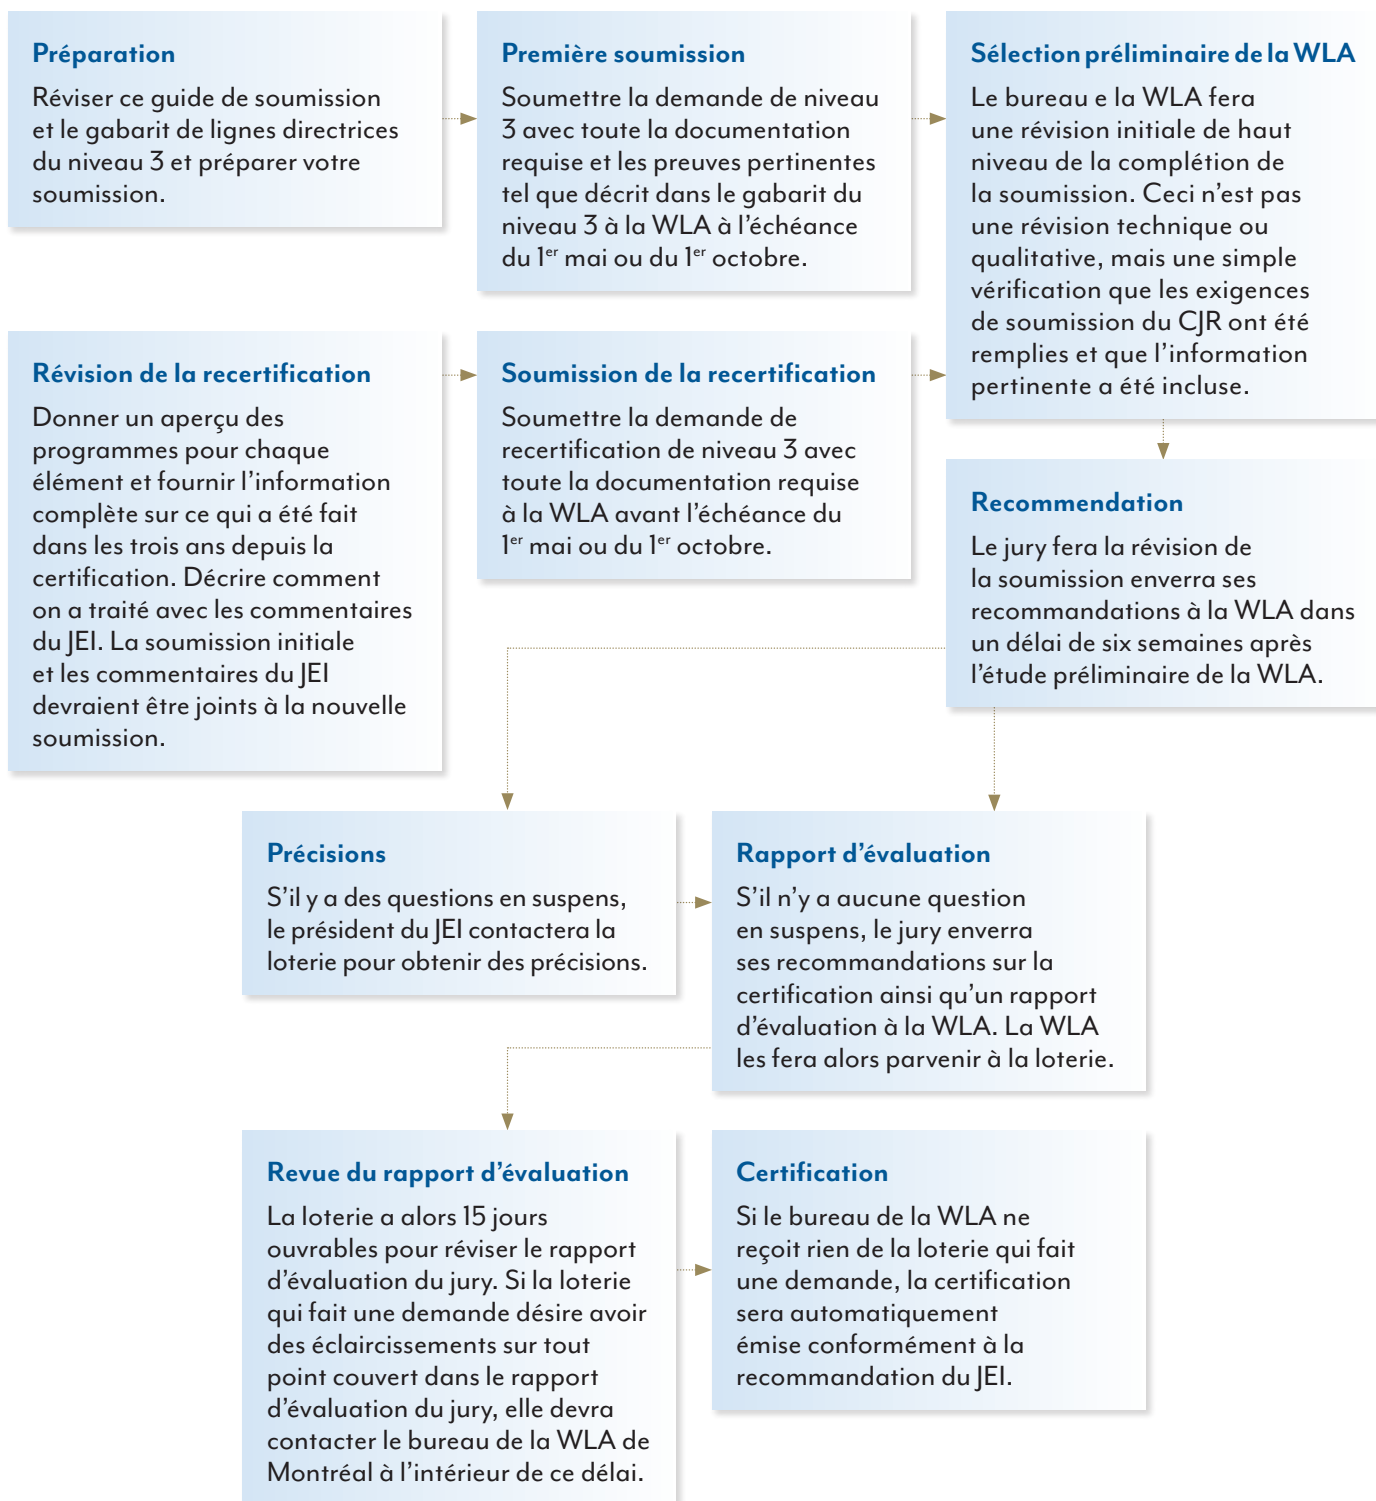 Préparation
Réviser ce guide de soumission
et le gabarit de lignes directrices
du niveau 3 et préparer votre
soumission.
Première soumission
Soumettre la demande de niveau
3 avec toute la documentation
requise et les preuves pertinentes
tel que décrit dans le gabarit du
niveau 3 à la WLA à l’échéance
du 1er mai ou du 1er octobre.
Sélection préliminaire de la WLA
Le bureau e la WLA fera
une révision initiale de haut
niveau de la complétion de
la soumission. Ceci n’est pas
une révision technique ou
qualitative, mais une simple
vérification que les exigences
de soumission du CJR ont été
remplies et que l’information
pertinente a été incluse.
Révision de la recertification
Donner un aperçu des
programmes pour chaque
élément et fournir l’information
complète sur ce qui a été fait
dans les trois ans depuis la
certification. Décrire comment
on a traité avec les commentaires
du JEI. La soumission initiale
et les commentaires du JEI
devraient être joints à la nouvelle
soumission.
Soumission de la recertification
Soumettre la demande de
recertification de niveau 3 avec
toute la documentation requise
à la WLA avant l’échéance du
1er mai ou du 1er octobre.
Recommendation
Le jury fera la révision de
la soumission enverra ses
recommandations à la WLA dans
un délai de six semaines après
l’étude préliminaire de la WLA.
Précisions
S’il y a des questions en suspens,
le président du JEI contactera la
loterie pour obtenir des précisions.
Rapport d’évaluation
S’il n’y a aucune question
en suspens, le jury enverra
ses recommandations sur la
certification ainsi qu’un rapport
d’évaluation à la WLA. La WLA
les fera alors parvenir à la loterie.
Revue du rapport d’évaluation
La loterie a alors 15 jours
ouvrables pour réviser le rapport
d’évaluation du jury. Si la loterie
qui fait une demande désire avoir
des éclaircissements sur tout
point couvert dans le rapport
d’évaluation du jury, elle devra
contacter le bureau de la WLA de
Montréal à l’intérieur de ce délai.
Certification
Si le bureau de la WLA ne
reçoit rien de la loterie qui fait
une demande, la certification
sera automatiquement
émise conformément à la
recommandation du JEI.